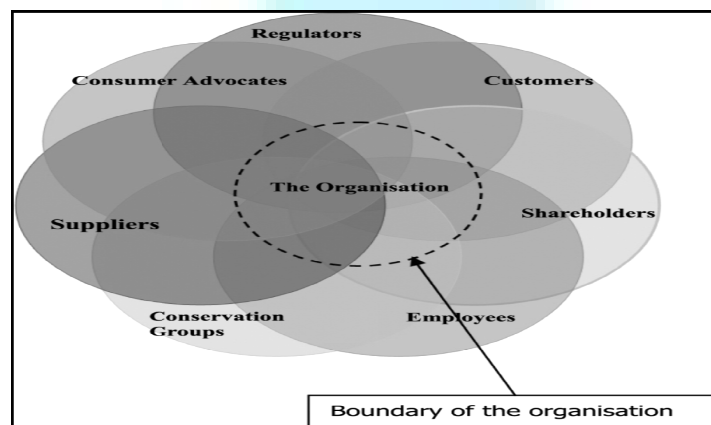 Regulators
Consumer Advocates
Customers
The Organisation
Suppliers
Shareholders
Conservation
Groups
Employees
Boundary of the organisation